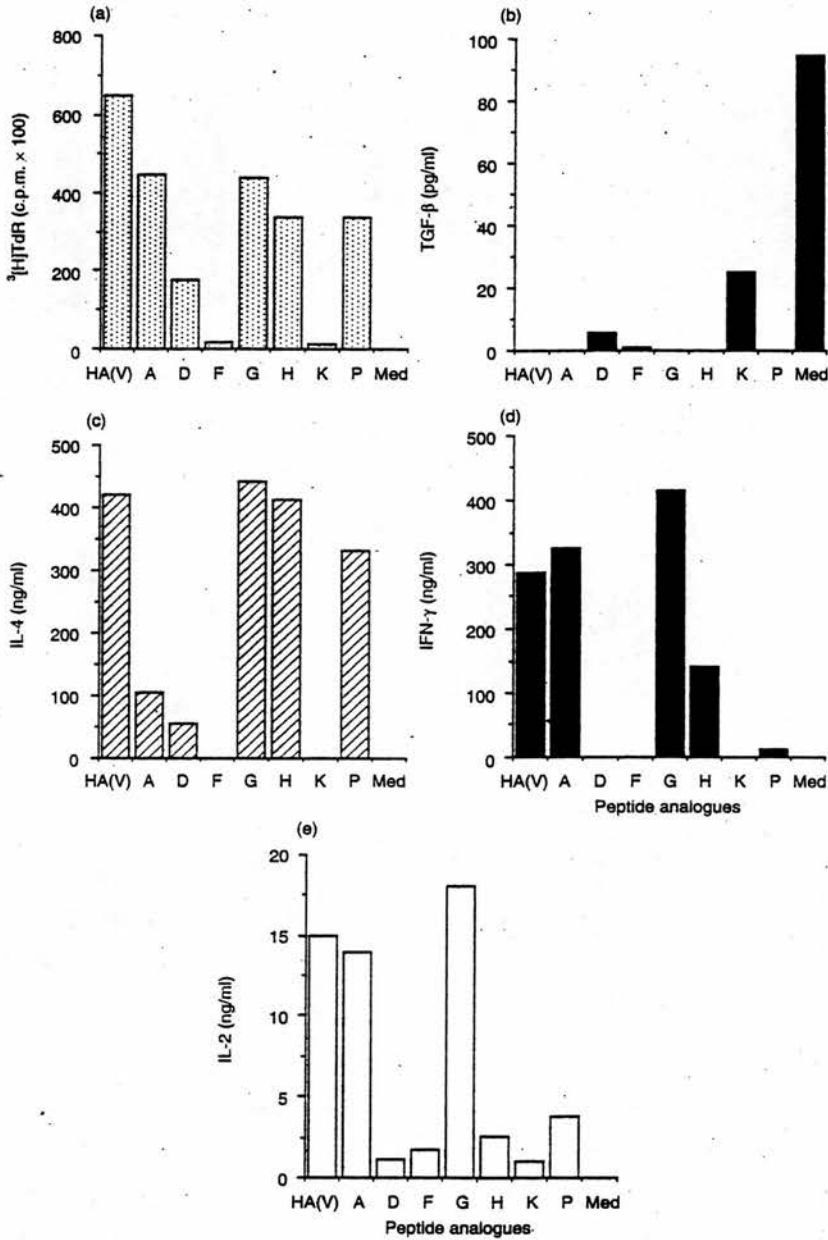 (a)
800
600
400
200
0
³[H]TdR (c.p.m. × 100)
HA(V) A D F G H K P Med
(b)
100
80
60
40
20
0
TGF-β (pg/ml)
HA(V) A D F G H K P Med
(c)
500
400
300
200
100
0
IL-4 (ng/ml)
HA(V) A D F G H K P Med
(d)
500
400
300
200
100
0
IFN-γ (ng/ml)
HA(V) A D F G H K P Med
Peptide analogues
(e)
20
15
10
5
0
IL-2 (ng/ml)
HA(V) A D F G H K P Med
Peptide analogues